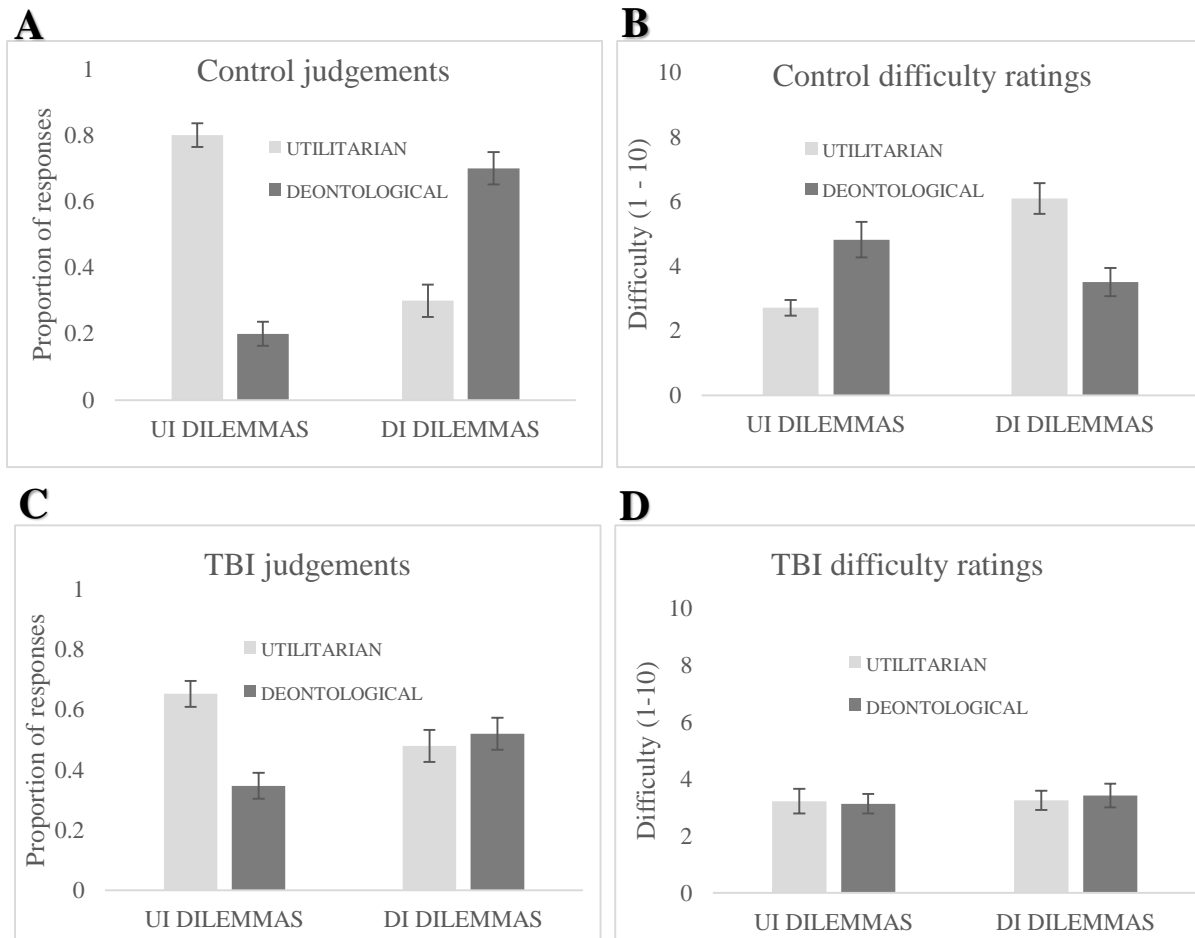 A
Control judgements
1
0.8
0.6
0.4
0.2
0
Proportion of responses
UTILITARIAN
DEONTOLOGICAL
UI DILEMMAS
DI DILEMMAS
B
Control difficulty ratings
10
8
6
4
2
0
Difficulty (1 - 10)
UTILITARIAN
DEONTOLOGICAL
UI DILEMMAS
DI DILEMMAS
C
TBI judgements
1
0.8
0.6
0.4
0.2
0
Proportion of responses
UTILITARIAN
DEONTOLOGICAL
UI DILEMMAS
DI DILEMMAS
D
TBI difficulty ratings
10
8
6
4
2
0
Difficulty (1-10)
UTILITARIAN
DEONTOLOGICAL
UI DILEMMAS
DI DILEMMAS